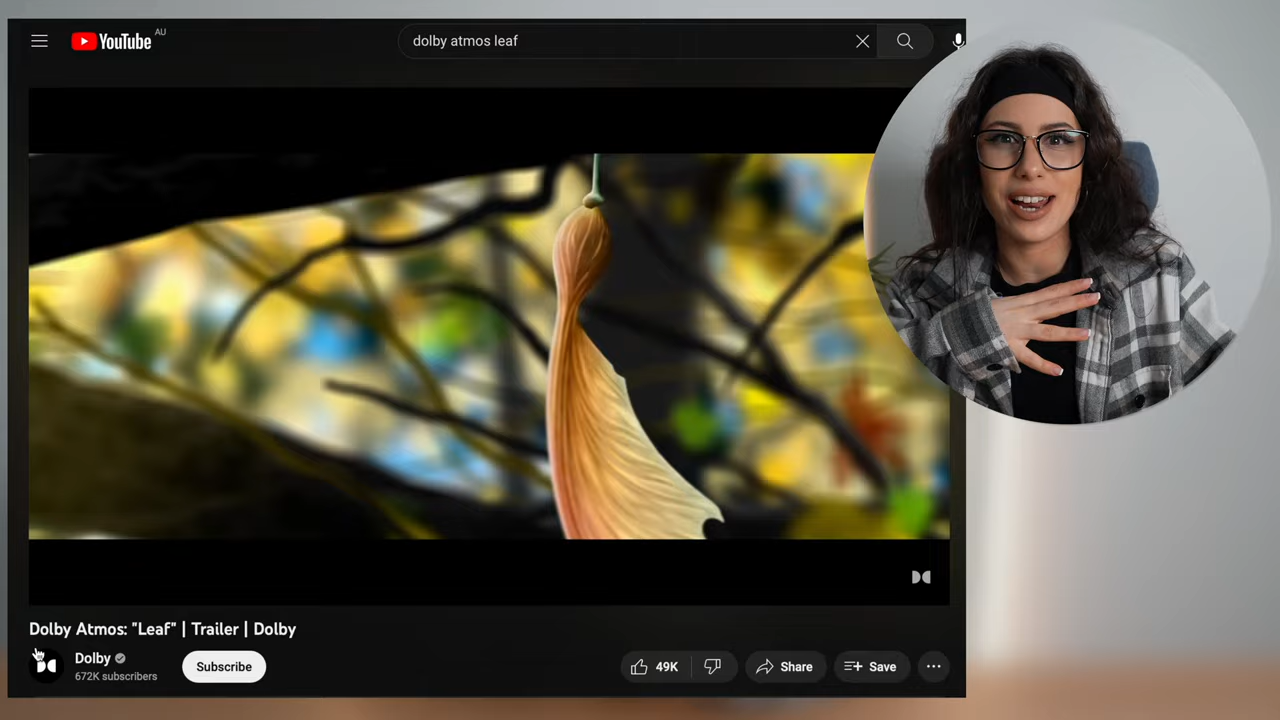 YouTube AU
dolby atmos leaf
Dolby Atmos: "Leaf" | Trailer | Dolby
Dolby
672K subscribers
Subscribe
49K
Share
Save